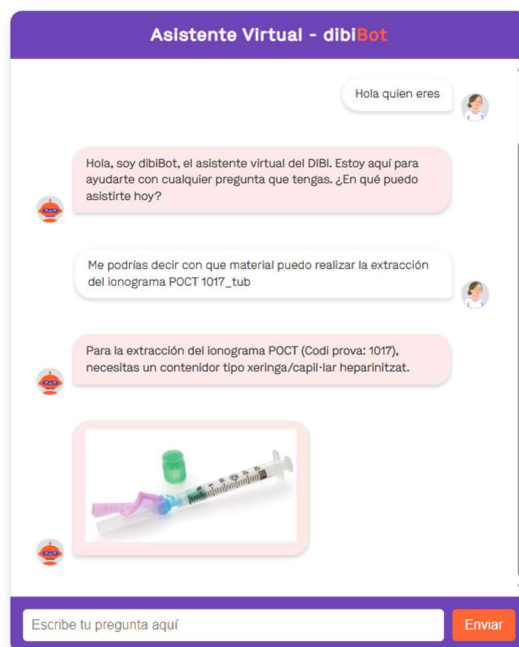 Asistente Virtual - dibiBot
Hola quien eres
Hola, soy dibiBot, el asistente virtual del DIBI. Estoy aquí para
ayudarte con cualquier pregunta que tengas. ¿En qué puedo
asistirte hoy?
Me podrías decir con que material puedo realizar la extracción
del ionograma POCT 1017_tub
Para la extracción del ionograma POCT (Codi prova: 1017),
necesitas un contenidor tipo xeringa/capil·lar heparinitzat.
Escribe tu pregunta aquí
Enviar